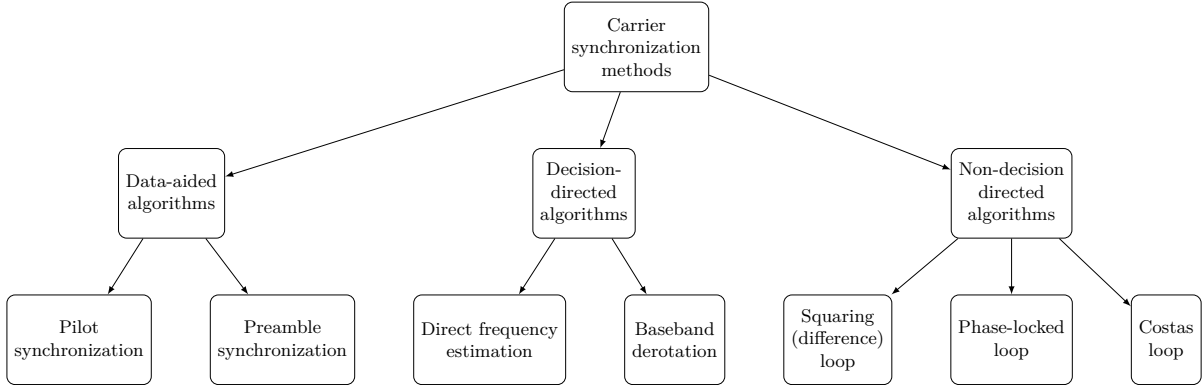 Carrier
synchronization
methods
Data-aided
algorithms
Decision-
directed
algorithms
Non-decision
directed
algorithms
Pilot
synchronization
Preamble
synchronization
Direct frequency
estimation
Baseband
derotation
Squaring
(difference)
loop
Phase-locked
loop
Costas
loop